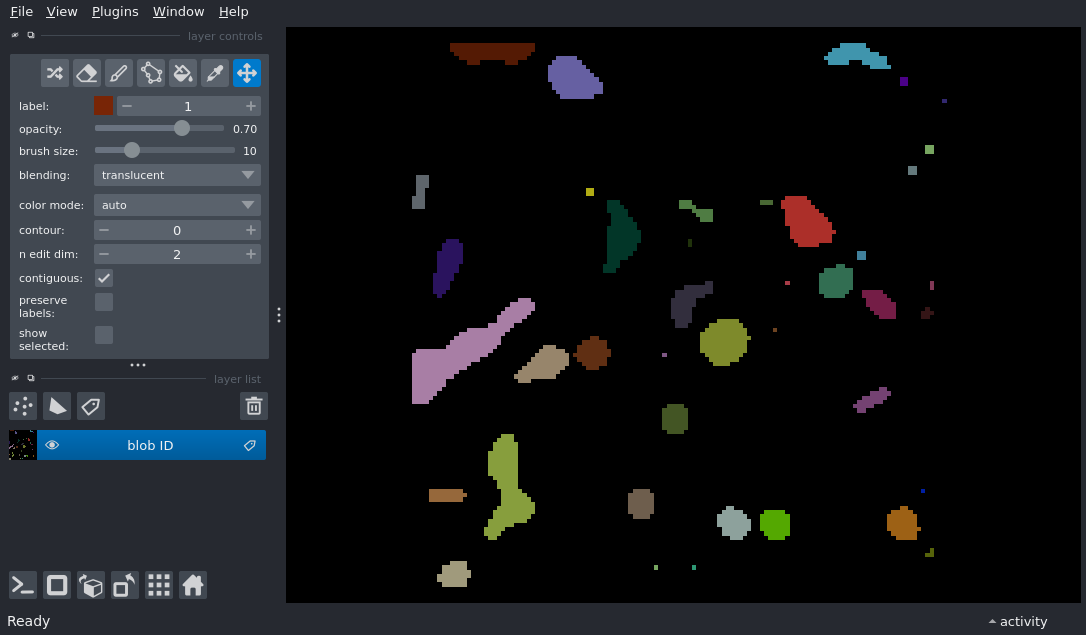 File View Plugins Window Help
layer controls
label: 1
opacity: 0.70
brush size: 10
blending: translucent
color mode: auto
contour: 0
n edit dim: 2
contiguous:
preserve
labels:
show
selected:
layer list
blob ID
Ready
activity